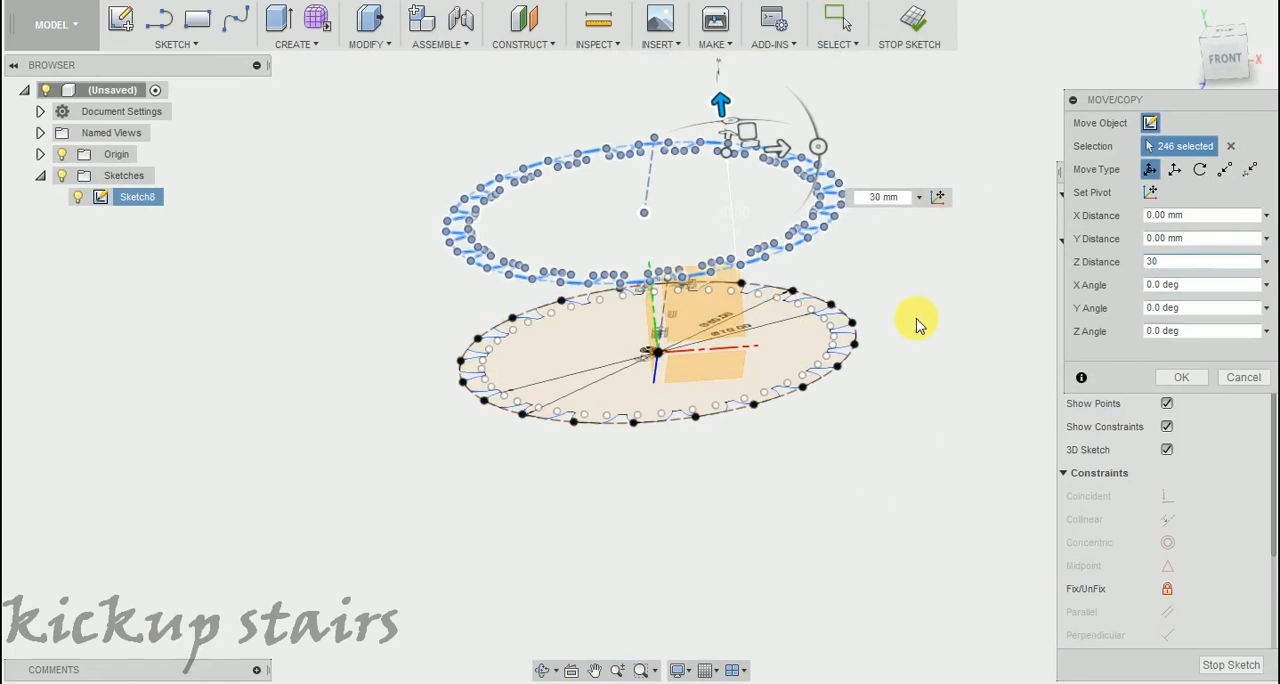 MODEL
SKETCH
CREATE
MODIFY
ASSEMBLE
CONSTRUCT
INSPECT
INSERT
MAKE
ADD-INS
SELECT
STOP SKETCH
FRONT
Y
X
Z
BROWSER
(Unsaved)
Document Settings
Named Views
Origin
Sketches
Sketch8
30 mm
MOVE/COPY
Move Object
Selection 246 selected
Move Type
Set Pivot
X Distance 0.00 mm
Y Distance 0.00 mm
Z Distance 30
X Angle 0.0 deg
Y Angle 0.0 deg
Z Angle 0.0 deg
OK Cancel
Show Points
Show Constraints
3D Sketch
Constraints
Coincident
Collinear
Concentric
Midpoint
Fix/UnFix
Parallel
Perpendicular
Stop Sketch
kickup stairs
COMMENTS